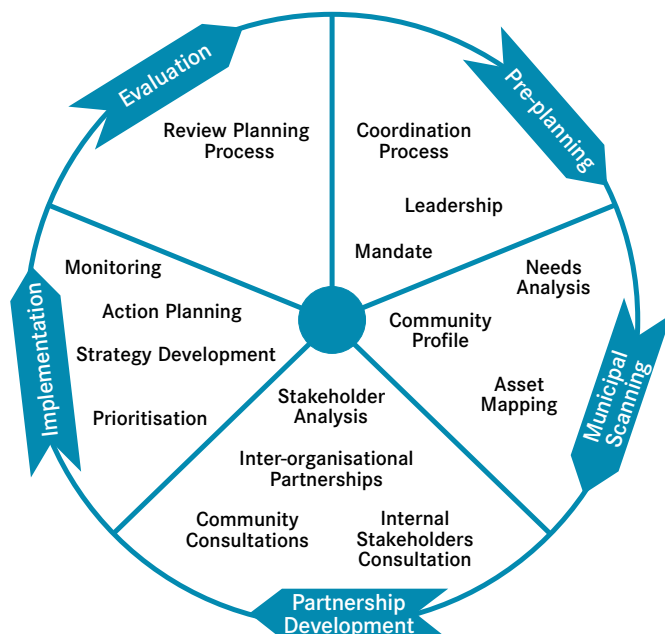 Evaluation
Review Planning
Process
Pre-planning
Coordination
Process
Leadership
Mandate
Municipal
Scanning
Needs
Analysis
Community
Profile
Asset
Mapping
Partnership
Development
Stakeholder
Analysis
Inter-organisational
Partnerships
Community
Consultations
Internal
Stakeholders
Consultation
Implementation
Monitoring
Action Planning
Strategy Development
Prioritisation